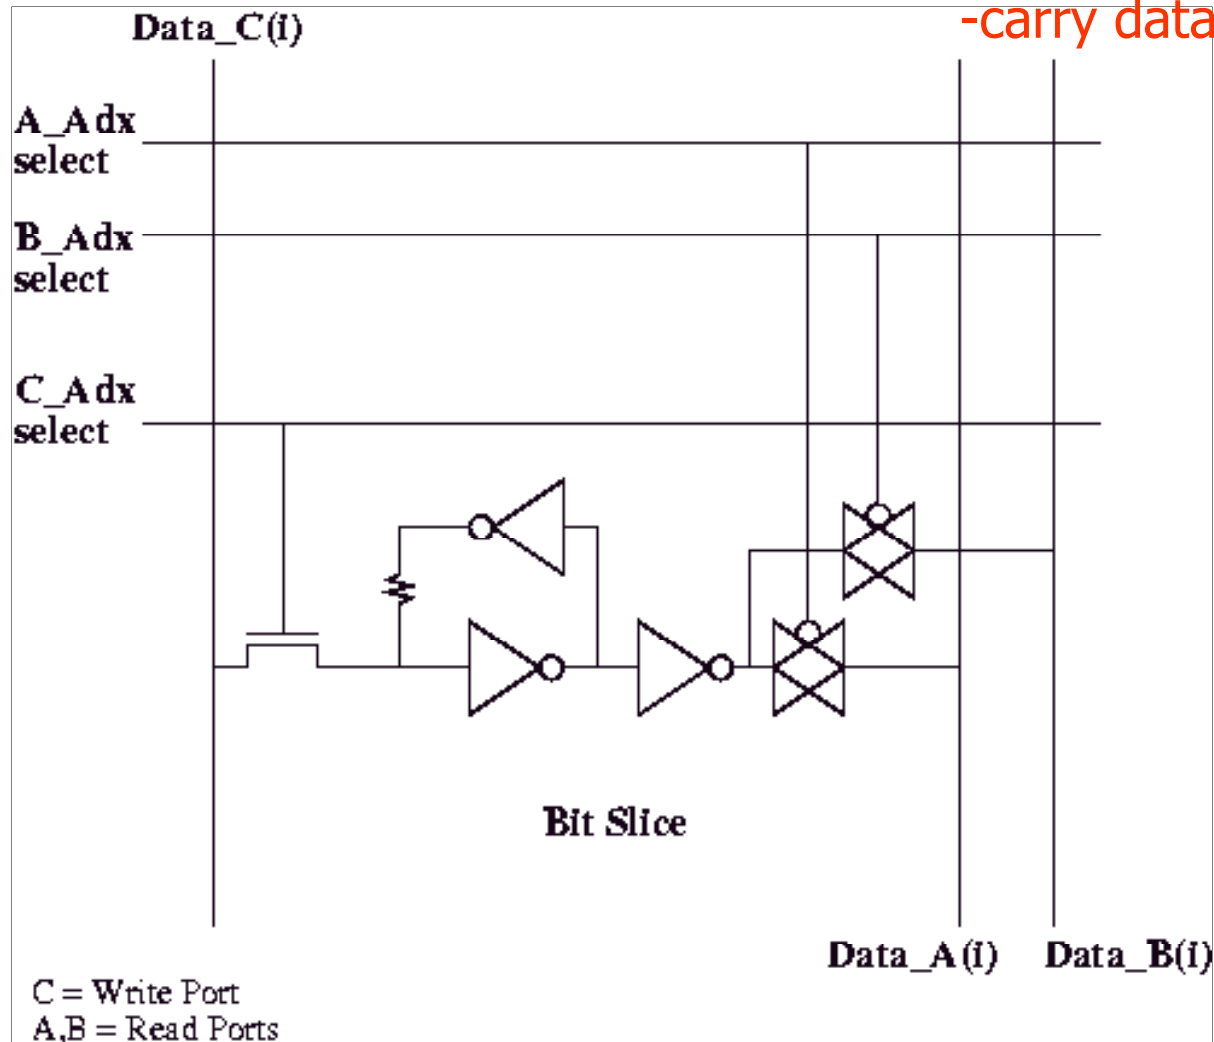 -carry data
Data_C(i)
A_Adx
select
B_Adx
select
C_Adx
select
Bit Slice
Data_A(i) Data_B(i)
C = Write Port
A,B = Read Ports